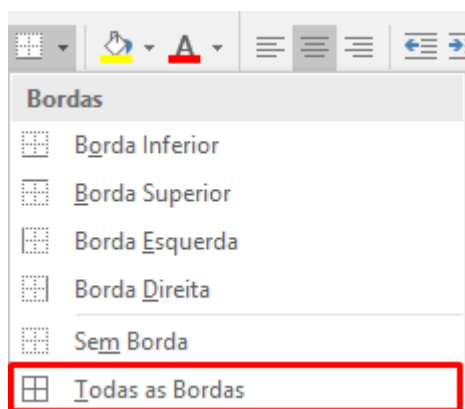 A
Bordas
Borda Inferior
Borda Superior
Borda Esquerda
Borda Direita
Sem Borda
Todas as Bordas